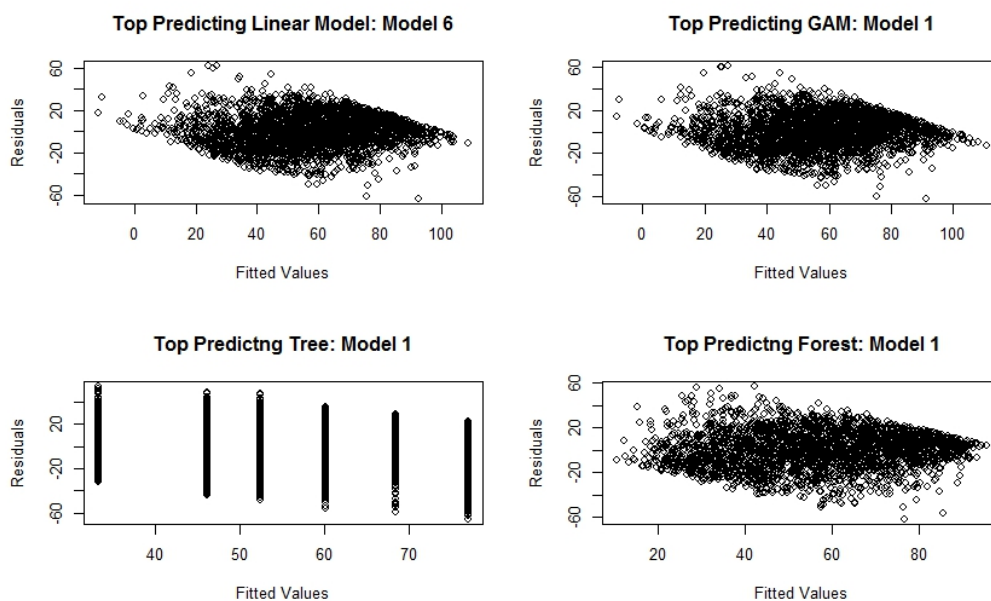 Top Predicting Linear Model: Model 6
Residuals
60
20
-20
-60
0 20 40 60 80 100
Fitted Values
Top Predicting GAM: Model 1
Residuals
60
20
-20
-60
0 20 40 60 80 100
Fitted Values
Top Predictng Tree: Model 1
Residuals
20
-20
-60
40 50 60 70
Fitted Values
Top Predictng Forest: Model 1
Residuals
60
20
-20
-60
20 40 60 80
Fitted Values